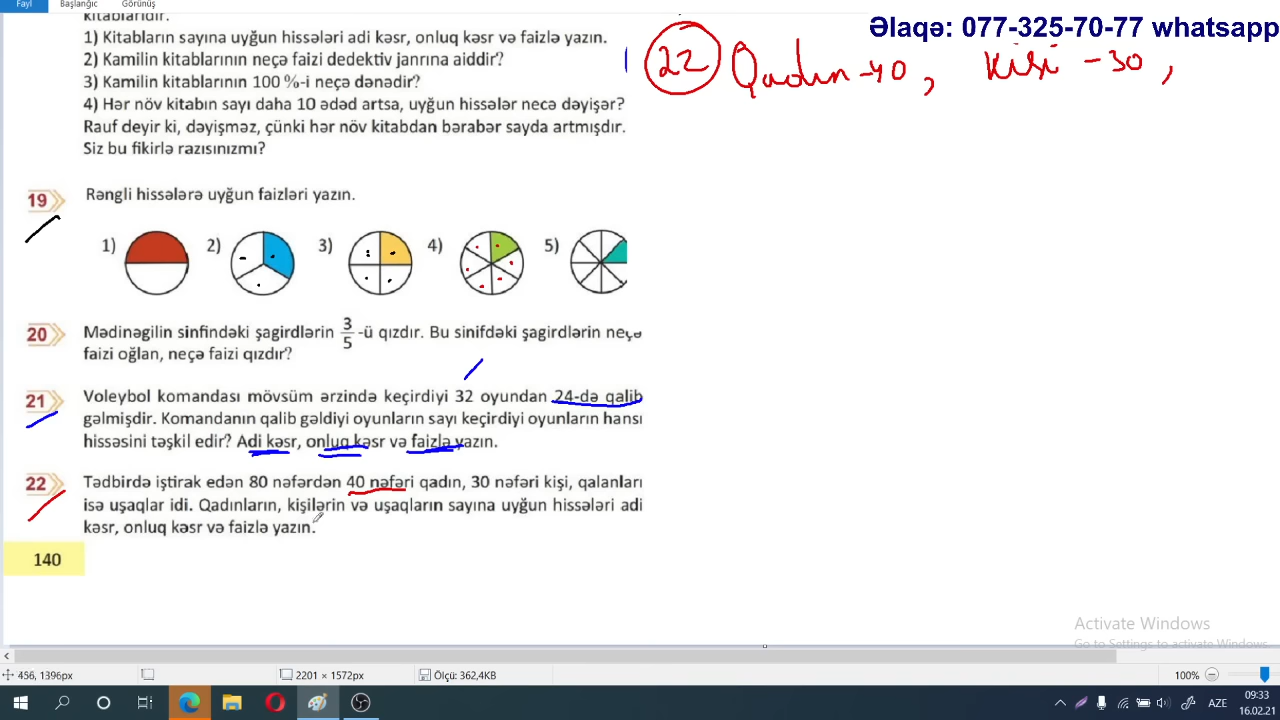 Fayl Başlanğıc Görünüş
Əlaqə: 077-325-70-77 whatsapp
kitablarıdır.
1) Kitabların sayına uyğun hissələri adi kəsr, onluq kəsr və faizlə yazın.
2) Kamilin kitablarının neçə faizi dedektiv janrına aiddir?
3) Kamilin kitablarının 100 %-i neçə dənədir?
4) Hər növ kitabın sayı daha 10 ədəd artsa, uyğun hissələr necə dəyişər?
Rauf deyir ki, dəyişməz, çünki hər növ kitabdan bərabər sayda artmışdır.
Siz bu fikirlə razısınızmı?
22 Qadın -40, Kişi -30,
19 Rəngli hissələrə uyğun faizləri yazın.
1) 2) 3) 4) 5)
20 Mədinəgilin sinfindəki şagirdlərin 3/5 -ü qızdır. Bu sinifdəki şagirdlərin neçə
faizi oğlan, neçə faizi qızdır?
21 Voleybol komandası mövsüm ərzində keçirdiyi 32 oyundan 24-də qalib
gəlmişdir. Komandanın qalib gəldiyi oyunların sayı keçirdiyi oyunların hansı
hissəsini təşkil edir? Adi kəsr, onluq kəsr və faizlə yazın.
22 Tədbirdə iştirak edən 80 nəfərdən 40 nəfəri qadın, 30 nəfəri kişi, qalanları
isə uşaqlar idi. Qadınların, kişilərin və uşaqların sayına uyğun hissələri adi
kəsr, onluq kəsr və faizlə yazın.
140
Activate Windows
Go to Settings to activate Windows.
456, 1396px 2201 × 1572px Ölçü: 362,4KB 100%
AZE 09:33
16.02.21